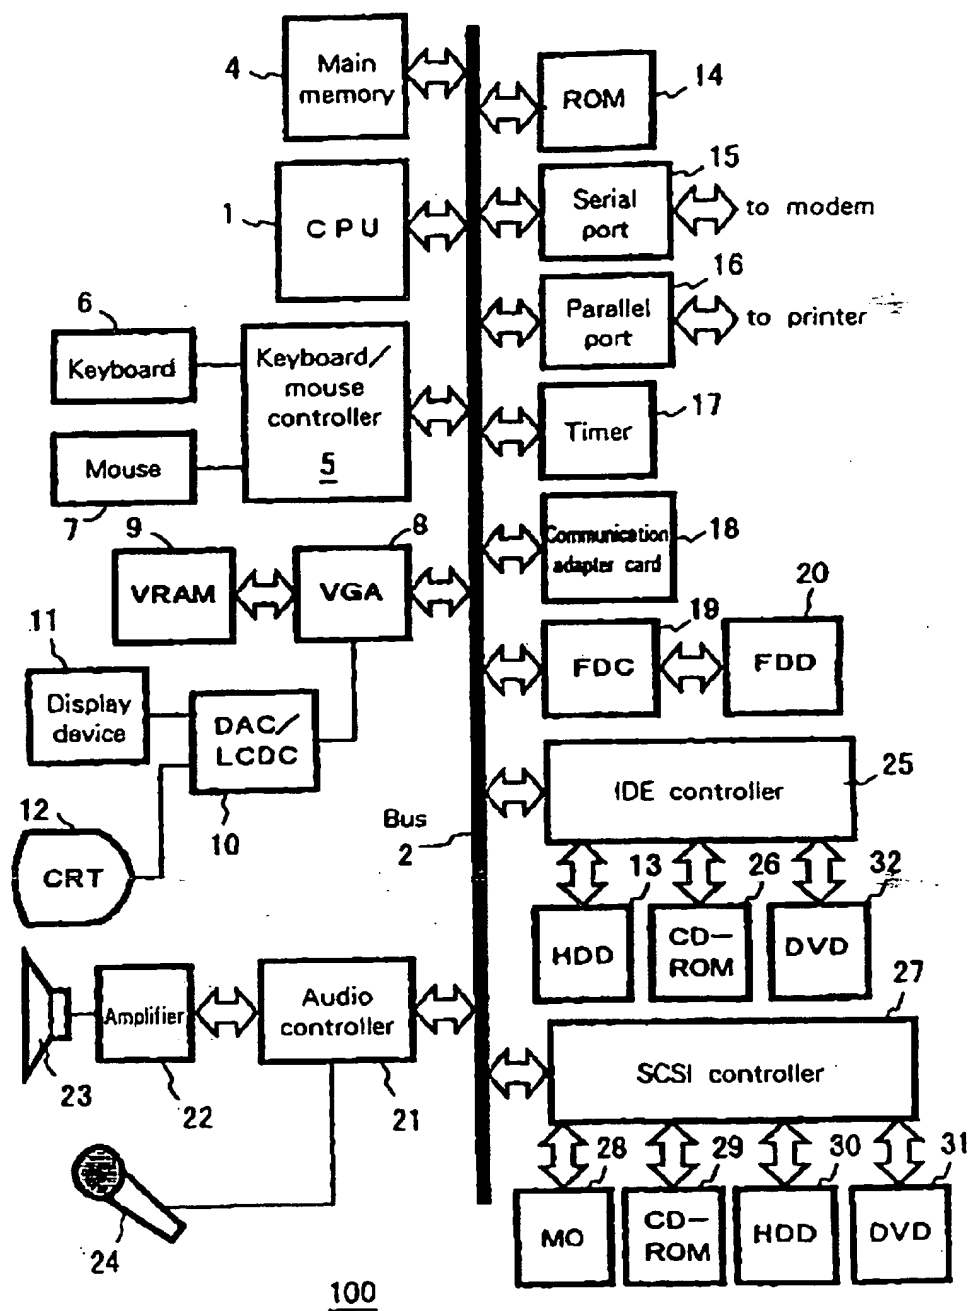 4
Main
memory
ROM
14
1
CPU
15
Serial
port
to modem
16
Parallel
port
to printer
6
Keyboard
Keyboard/
mouse
controller
5
Mouse
7
Timer
17
9
VRAM
8
VGA
Communication
adapter card
18
19
FDC
20
FDD
11
Display
device
DAC/
LCDC
10
12
CRT
Bus
2
IDE controller
25
13
HDD
26
CD-
ROM
32
DVD
23
Amplifier
22
Audio
controller
21
24
27
SCSI controller
28
MO
29
CD-
ROM
30
HDD
31
DVD
100